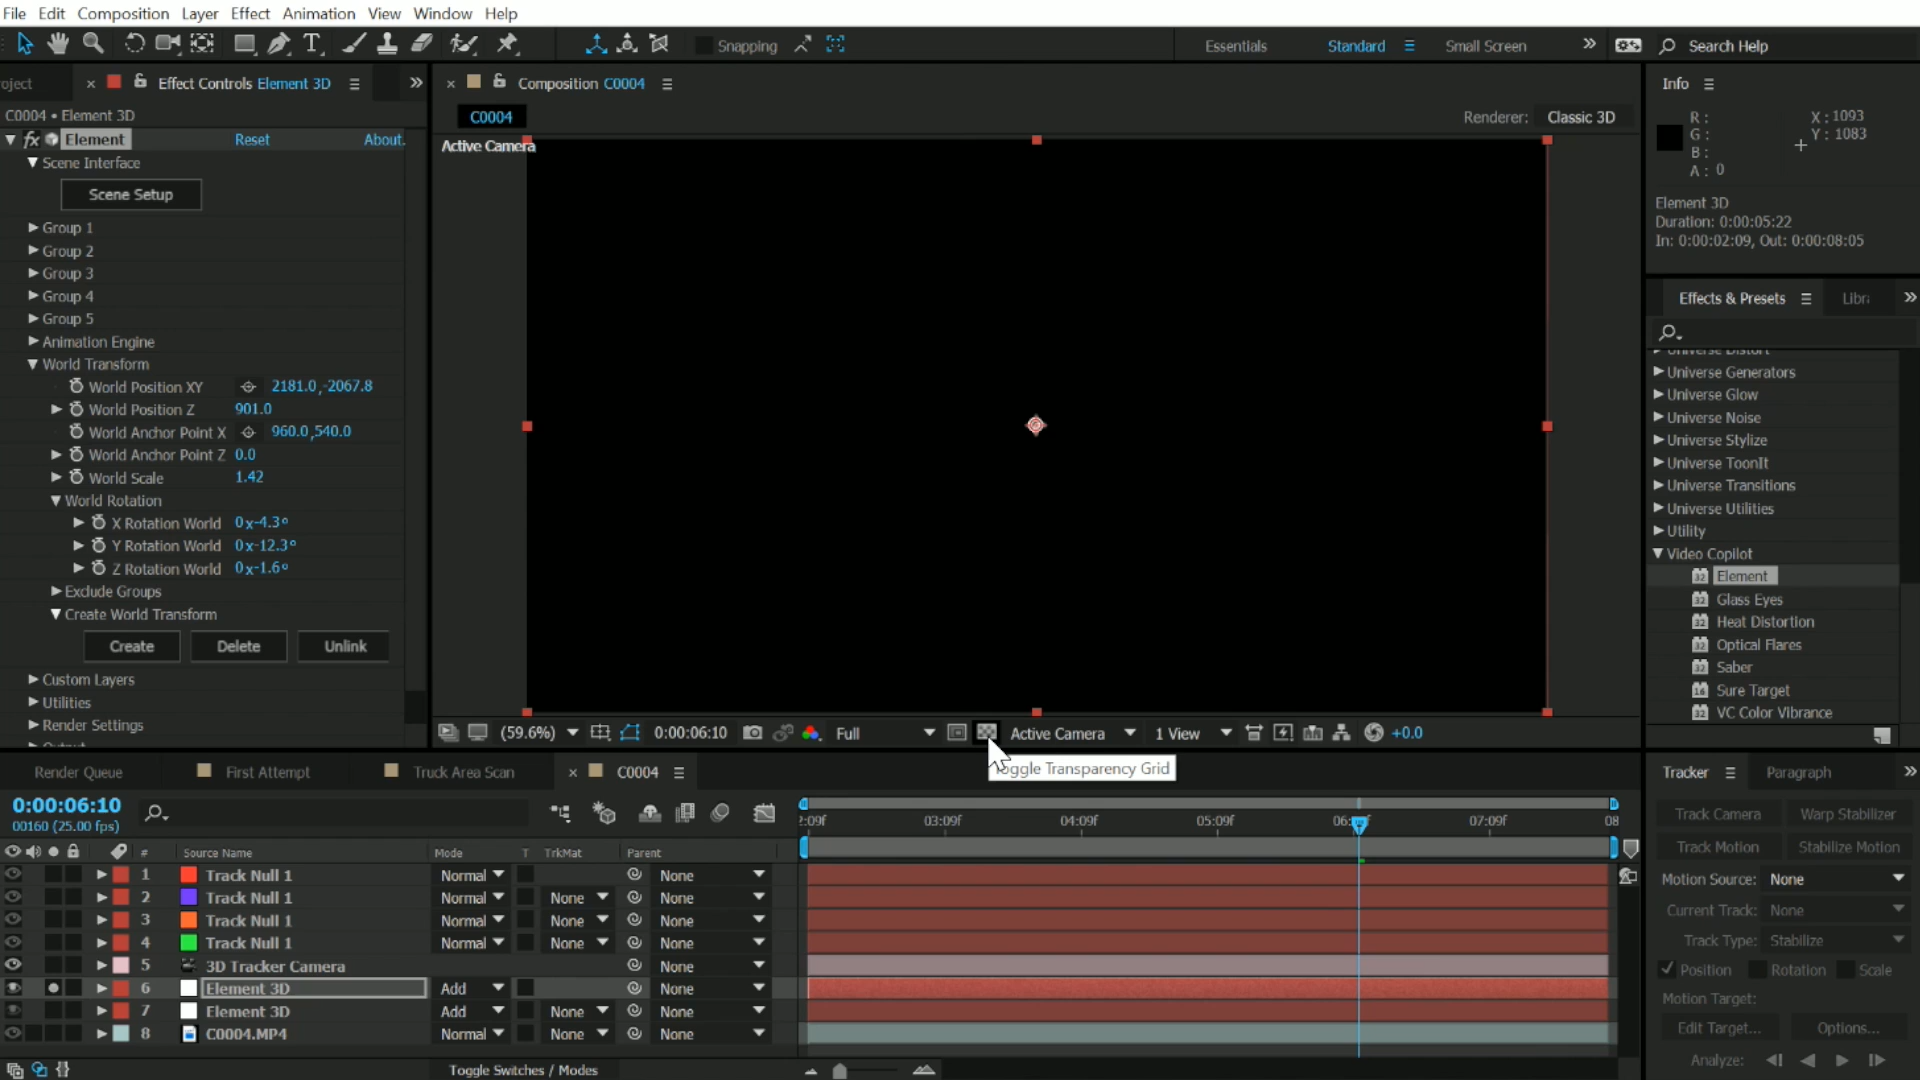 File Edit Composition Layer Effect Animation View Window Help
Snapping
Essentials Standard Small Screen Search Help
oject Effect Controls Element 3D
Composition C0004
Info
C0004 • Element 3D
C0004
Renderer: Classic 3D
R: X: 1093
G: Y: 1083
B:
A: 0
fx Element Reset About.
Active Camera
Scene Interface
Scene Setup
Element 3D
Duration: 0:00:05:22
In: 0:00:02:09, Out: 0:00:08:05
Group 1
Group 2
Group 3
Group 4
Group 5
Animation Engine
World Transform
World Position XY 2181.0,-2067.8
World Position Z 901.0
World Anchor Point X 960.0,540.0
World Anchor Point Z 0.0
World Scale 1.42
World Rotation
X Rotation World 0x-4.3°
Y Rotation World 0x-12.3°
Z Rotation World 0x-1.6°
Exclude Groups
Create World Transform
Create Delete Unlink
Custom Layers
Utilities
Render Settings
Effects & Presets Libra
Universe Distort
Universe Generators
Universe Glow
Universe Noise
Universe Stylize
Universe ToonIt
Universe Transitions
Universe Utilities
Utility
Video Copilot
32 Element
32 Glass Eyes
32 Heat Distortion
32 Optical Flares
32 Saber
16 Sure Target
32 VC Color Vibrance
(59.6%) 0:00:06:10 Full Active Camera 1 View +0.0
Toggle Transparency Grid
Render Queue First Attempt Truck Area Scan C0004
Tracker Paragraph
0:00:06:10
00160 (25.00 fps)
2:09f 03:09f 04:09f 05:09f 06: f 07:09f 08
# Source Name Mode T TrkMat Parent
1 Track Null 1 Normal None
2 Track Null 1 Normal None None
3 Track Null 1 Normal None None
4 Track Null 1 Normal None None
5 3D Tracker Camera None
6 Element 3D Add None
7 Element 3D Add None None
8 C0004.MP4 Normal None None
Toggle Switches / Modes
Track Camera Warp Stabilizer
Track Motion Stabilize Motion
Motion Source: None
Current Track: None
Track Type: Stabilize
Position Rotation Scale
Motion Target:
Edit Target... Options...
Analyze: